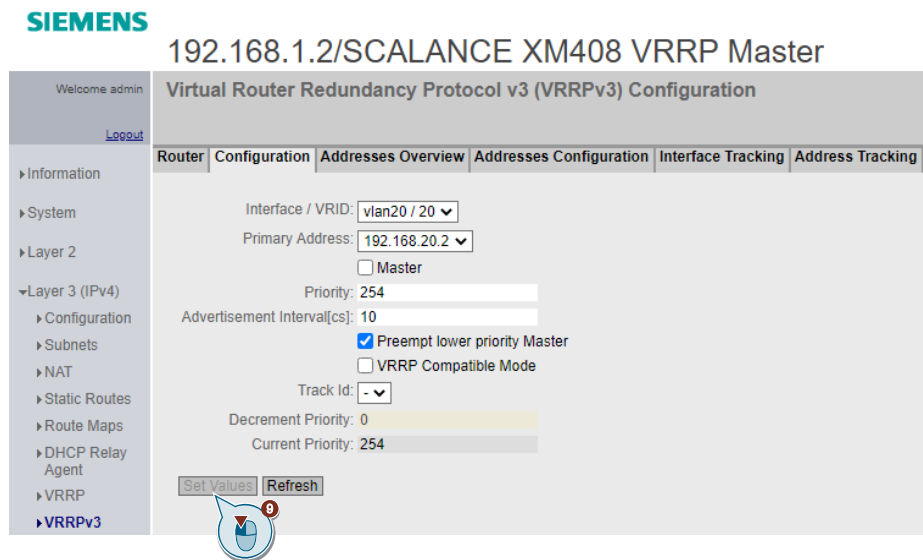 SIEMENS
192.168.1.2/SCALANCE XM408 VRRP Master
Welcome admin
Logout
Virtual Router Redundancy Protocol v3 (VRRPv3) Configuration
Router Configuration Addresses Overview Addresses Configuration Interface Tracking Address Tracking
Information
System
Layer 2
Layer 3 (IPv4)
Configuration
Subnets
NAT
Static Routes
Route Maps
DHCP Relay
Agent
VRRP
VRRPv3
Interface / VRID: vlan20 / 20
Primary Address: 192.168.20.2
Master
Priority: 254
Advertisement Interval[cs]: 10
Preempt lower priority Master
VRRP Compatible Mode
Track Id: -
Decrement Priority: 0
Current Priority: 254
Set Values Refresh
9